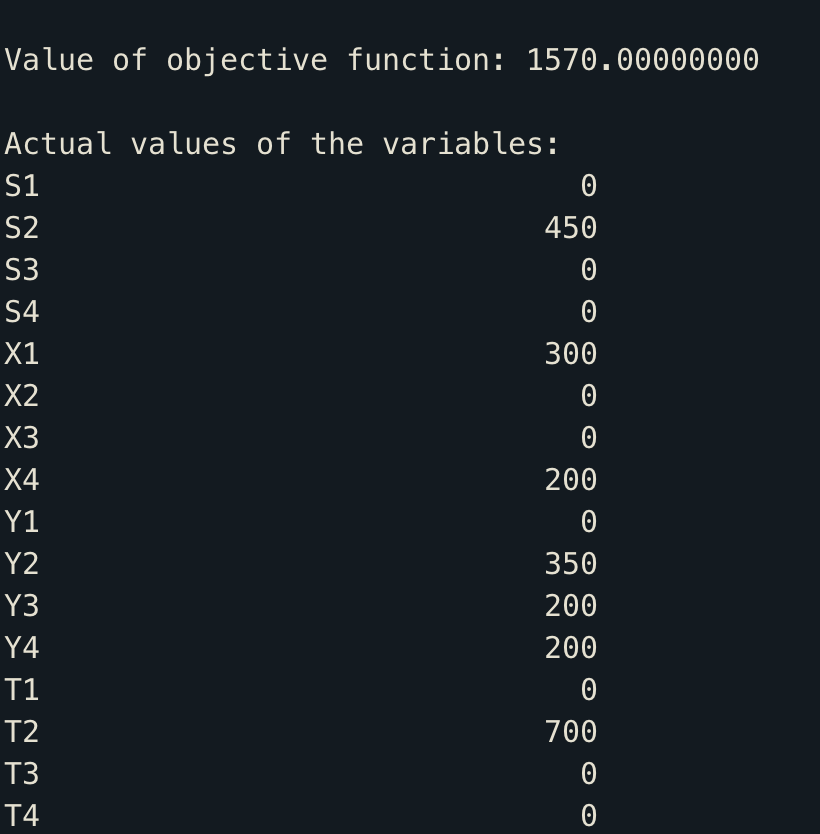 Value of objective function: 1570.00000000
Actual values of the variables:
S1 0
S2 450
S3 0
S4 0
X1 300
X2 0
X3 0
X4 200
Y1 0
Y2 350
Y3 200
Y4 200
T1 0
T2 700
T3 0
T4 0